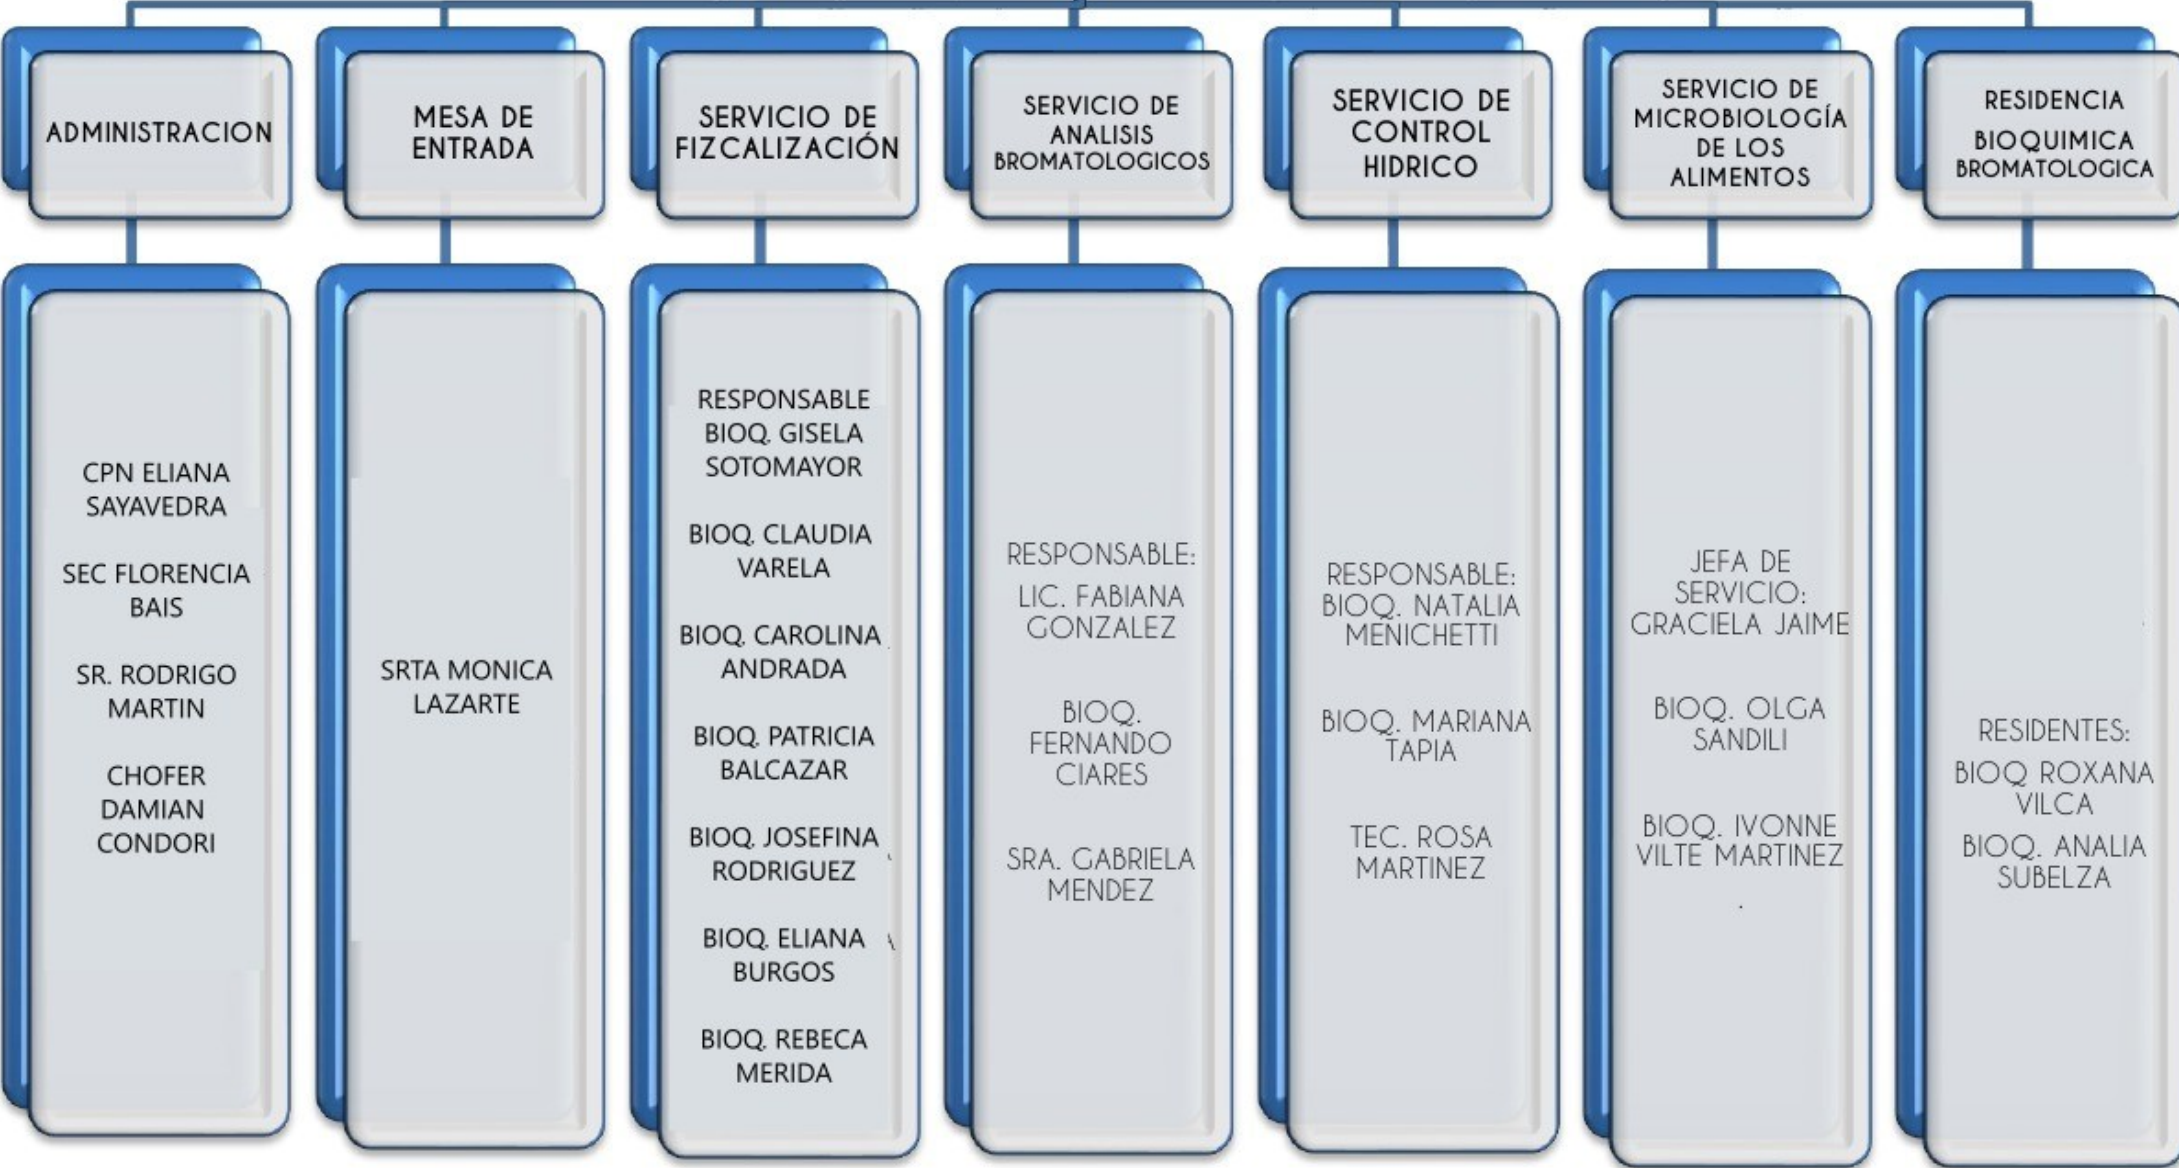 ADMINISTRACION
MESA DE
ENTRADA
SERVICIO DE
FIZCALIZACIÓN
SERVICIO DE
ANALISIS
BROMATOLOGICOS
SERVICIO DE
CONTROL
HIDRICO
SERVICIO DE
MICROBIOLOGÍA
DE LOS
ALIMENTOS
RESIDENCIA
BIOQUIMICA
BROMATOLOGICA
CPN ELIANA
SAYAVEDRA
SEC FLORENCIA
BAIS
SR. RODRIGO
MARTIN
CHOFER
DAMIAN
CONDORI
SRTA MONICA
LAZARTE
RESPONSABLE
BIOQ. GISELA
SOTOMAYOR
BIOQ. CLAUDIA
VARELA
BIOQ. CAROLINA
ANDRADA
BIOQ. PATRICIA
BALCAZAR
BIOQ. JOSEFINA
RODRIGUEZ
BIOQ. ELIANA
BURGOS
BIOQ. REBECA
MERIDA
RESPONSABLE:
LIC. FABIANA
GONZALEZ
BIOQ.
FERNANDO
CIARES
SRA. GABRIELA
MENDEZ
RESPONSABLE:
BIOQ. NATALIA
MENICHETTI
BIOQ. MARIANA
TAPIA
TEC. ROSA
MARTINEZ
JEFA DE
SERVICIO:
GRACIELA JAIME
BIOQ. OLGA
SANDILI
BIOQ. IVONNE
VILTE MARTINEZ
.
RESIDENTES:
BIOQ ROXANA
VILCA
BIOQ. ANALIA
SUBELZA